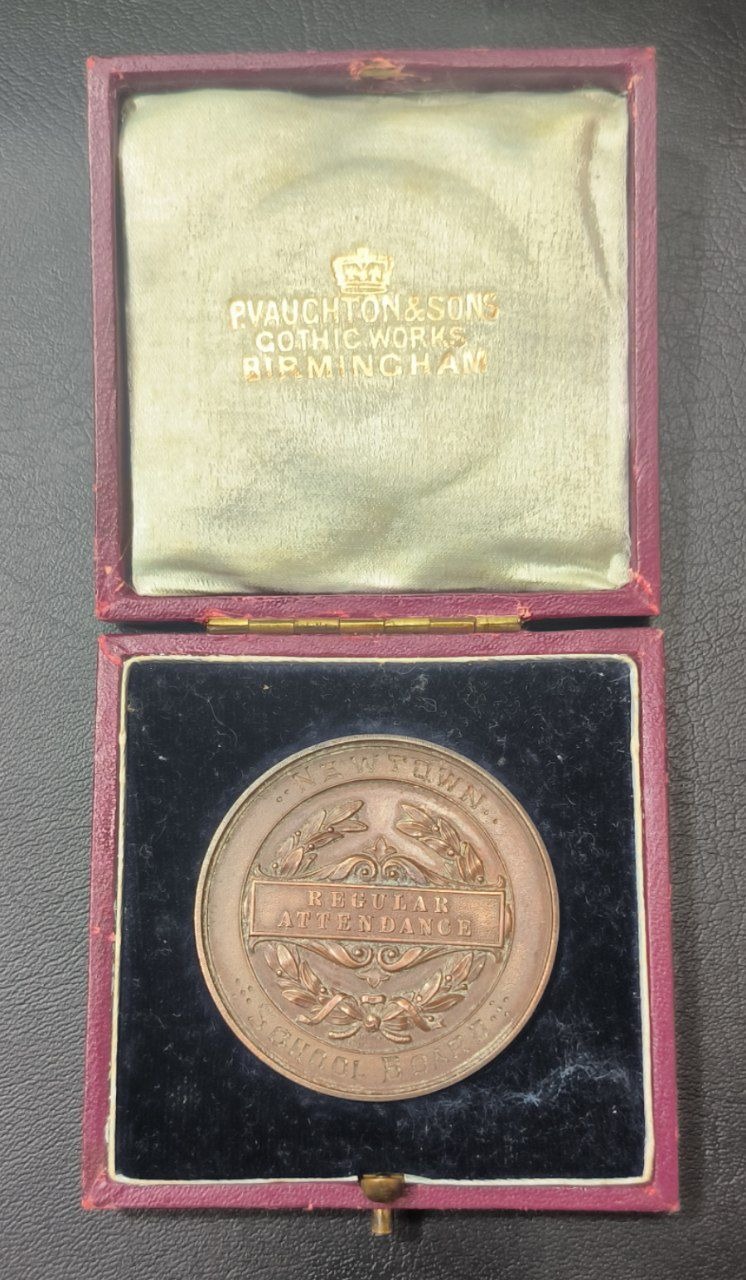 P.VAUGHTON & SONS
GOTHIC WORKS
BIRMINGHAM
NEWTOWN
REGULAR
ATTENDANCE
SCHOOL BOARD